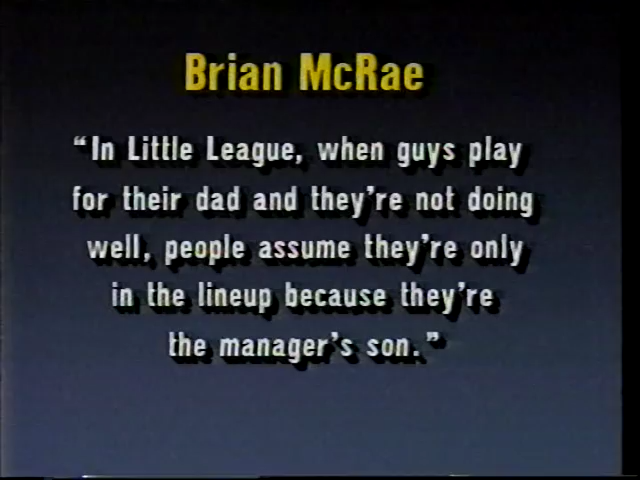 Brian McRae
“In Little League, when guys play
for their dad and they’re not doing
well, people assume they’re only
in the lineup because they’re
the manager’s son.”